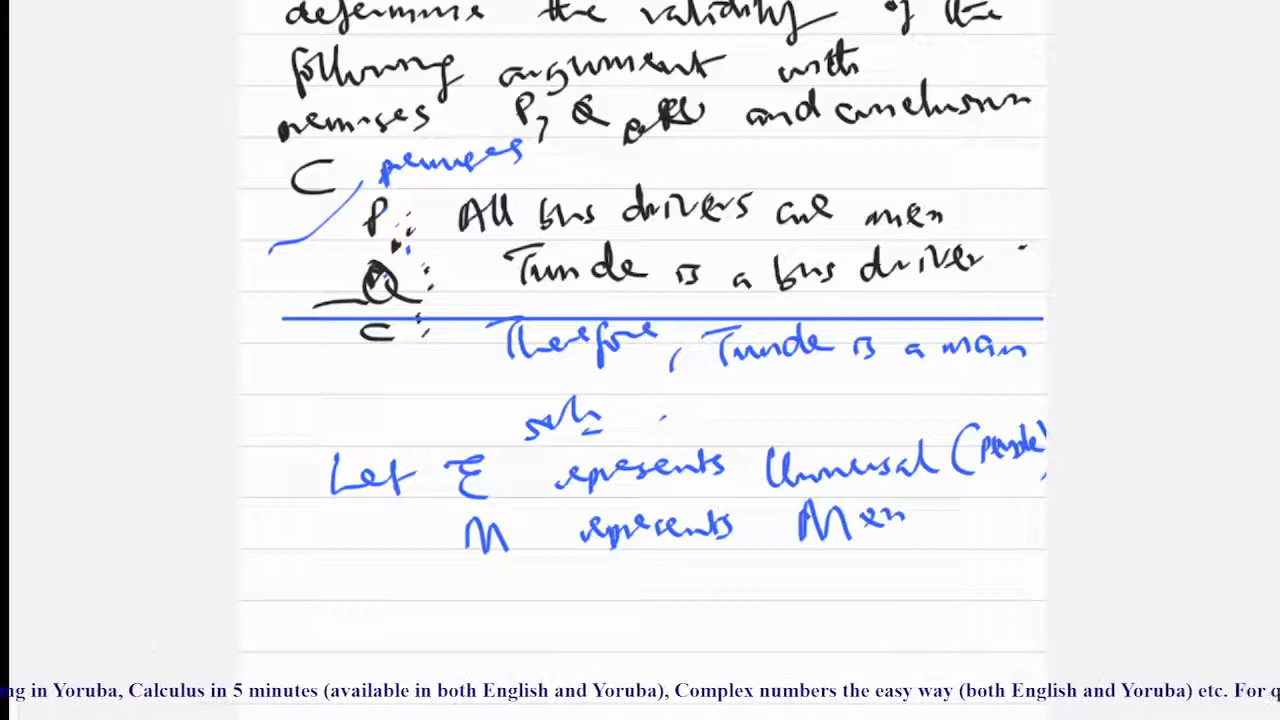 determine the validity of the
following argument with
premises P, Q and conclusion
C premises
P : All bus drivers are men
Q : Tunde is a bus driver
C : Therefore, Tunde is a man
soln
Let ξ represents Universal (people)
M represents Men
ng in Yoruba, Calculus in 5 minutes (available in both English and Yoruba), Complex numbers the easy way (both English and Yoruba) etc. For q